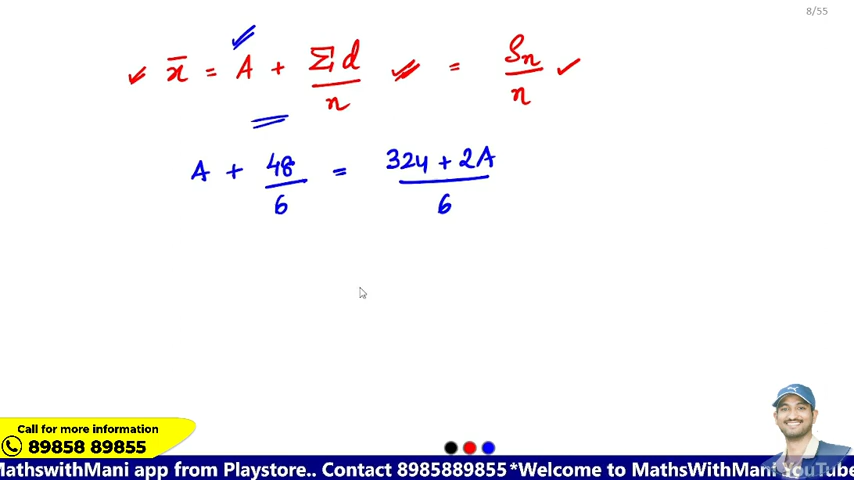 8/55
x̄ = A + Σd/n = Sn/n
A + 48/6 = 324 + 2A/6
Call for more information
89858 89855
MathswithMani app from Playstore.. Contact 8985889855*Welcome to MathsWithMani YouTube